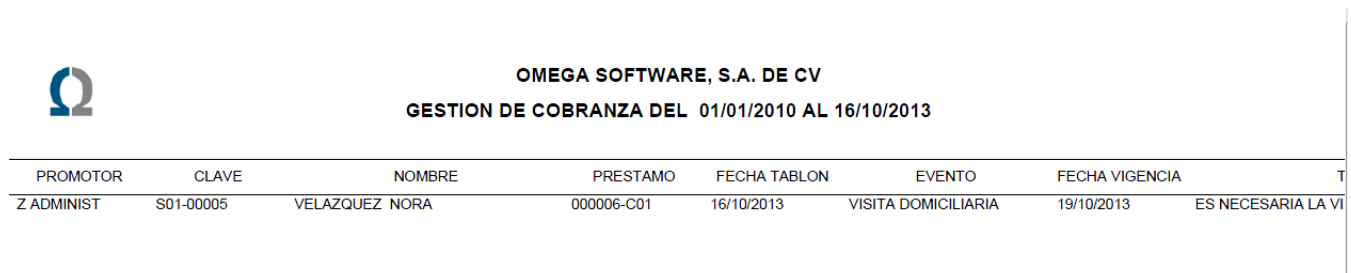 OMEGA SOFTWARE, S.A. DE CV
GESTION DE COBRANZA DEL 01/01/2010 AL 16/10/2013
PROMOTOR CLAVE NOMBRE PRESTAMO FECHA TABLON EVENTO FECHA VIGENCIA T
Z ADMINIST S01-00005 VELAZQUEZ NORA 000006-C01 16/10/2013 VISITA DOMICILIARIA 19/10/2013 ES NECESARIA LA VI